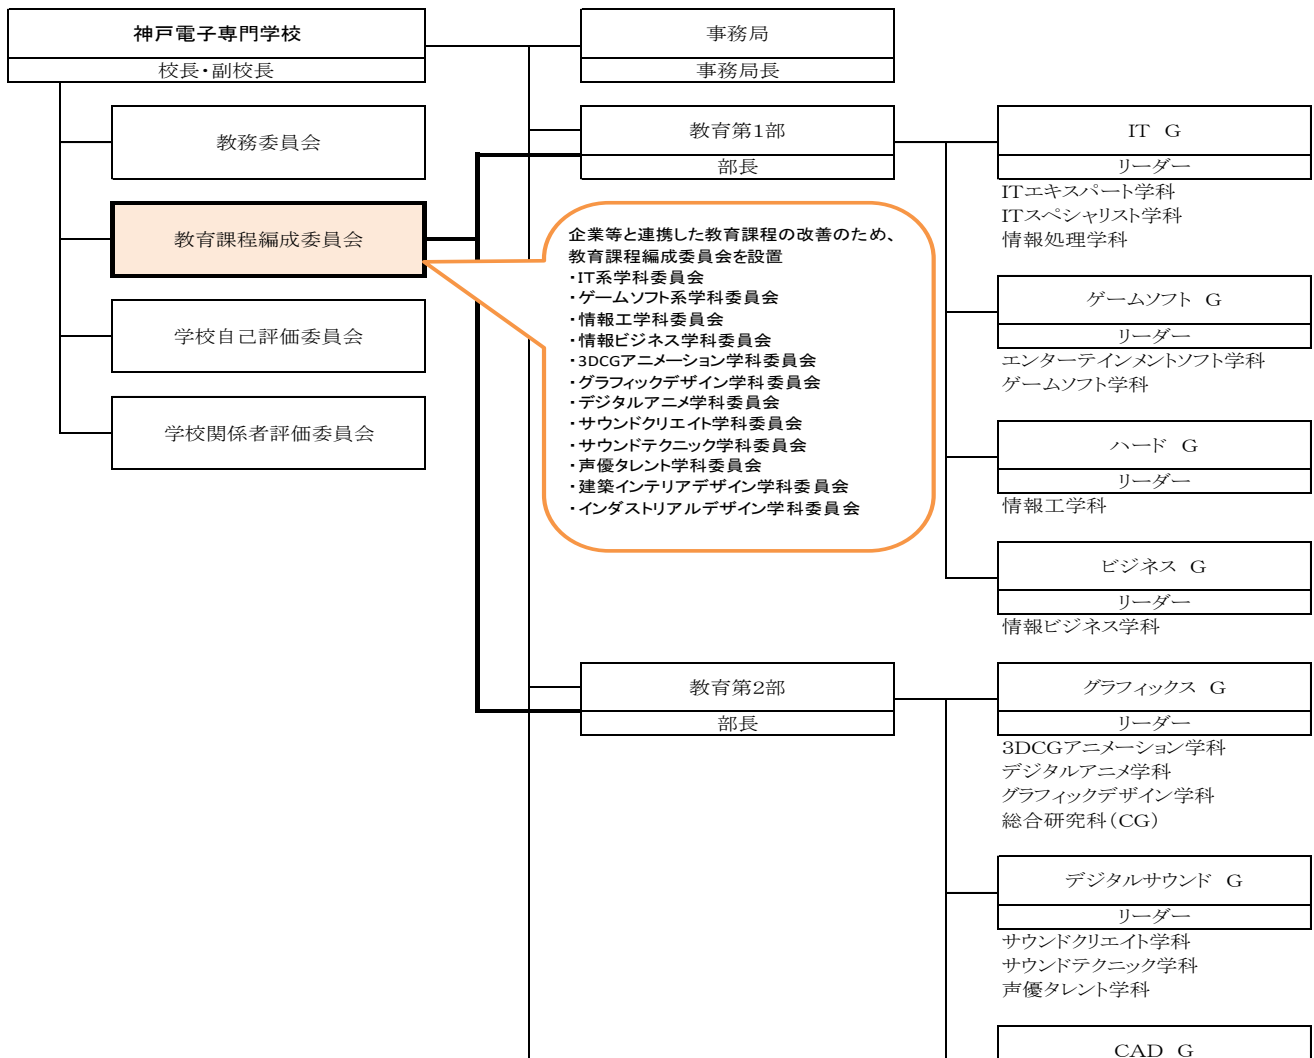 神戸電子専門学校
校長・副校長
事務局
事務局長
教務委員会
教育課程編成委員会
学校自己評価委員会
学校関係者評価委員会
教育第1部
部長
企業等と連携した教育課程の改善のため、
教育課程編成委員会を設置
・IT系学科委員会
・ゲームソフト系学科委員会
・情報工学科委員会
・情報ビジネス学科委員会
・3DCGアニメーション学科委員会
・グラフィックデザイン学科委員会
・デジタルアニメ学科委員会
・サウンドクリエイト学科委員会
・サウンドテクニック学科委員会
・声優タレント学科委員会
・建築インテリアデザイン学科委員会
・インダストリアルデザイン学科委員会
IT G
リーダー
ITエキスパート学科
ITスペシャリスト学科
情報処理学科
ゲームソフト G
リーダー
エンターテインメントソフト学科
ゲームソフト学科
ハード G
リーダー
情報工学科
ビジネス G
リーダー
情報ビジネス学科
教育第2部
部長
グラフィックス G
リーダー
3DCGアニメーション学科
デジタルアニメ学科
グラフィックデザイン学科
総合研究科(CG)
デジタルサウンド G
リーダー
サウンドクリエイト学科
サウンドテクニック学科
声優タレント学科
CAD G